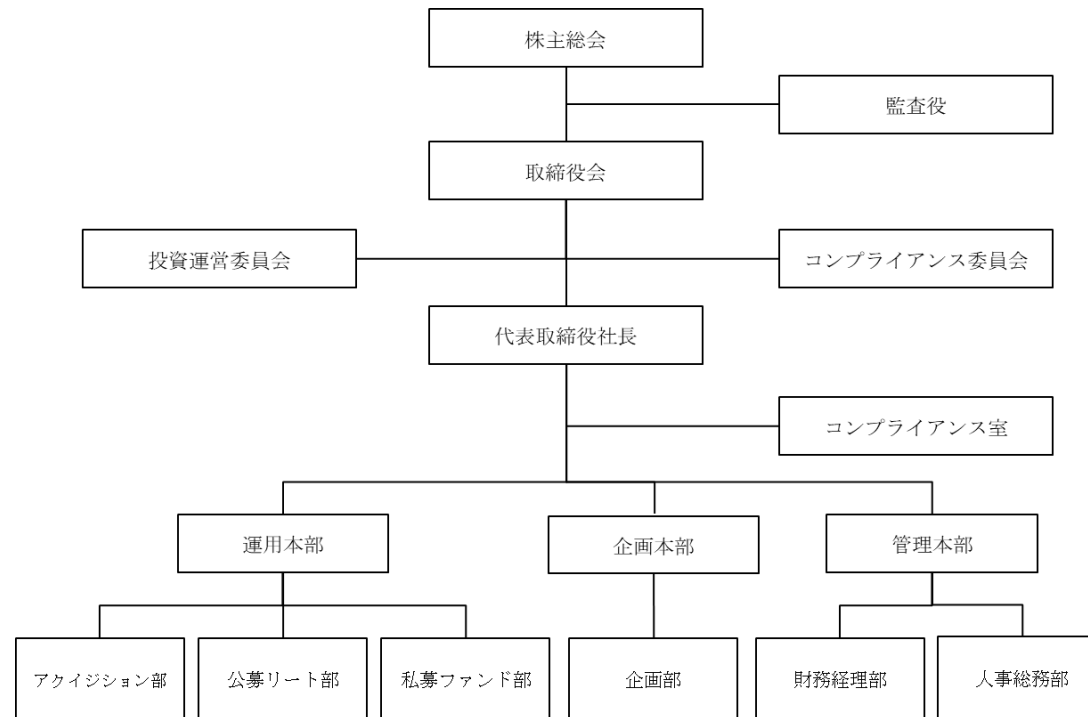 株主総会
監査役
取締役会
投資運営委員会
コンプライアンス委員会
代表取締役社長
コンプライアンス室
運用本部
企画本部
管理本部
アクイジション部
公募リート部
私募ファンド部
企画部
財務経理部
人事総務部